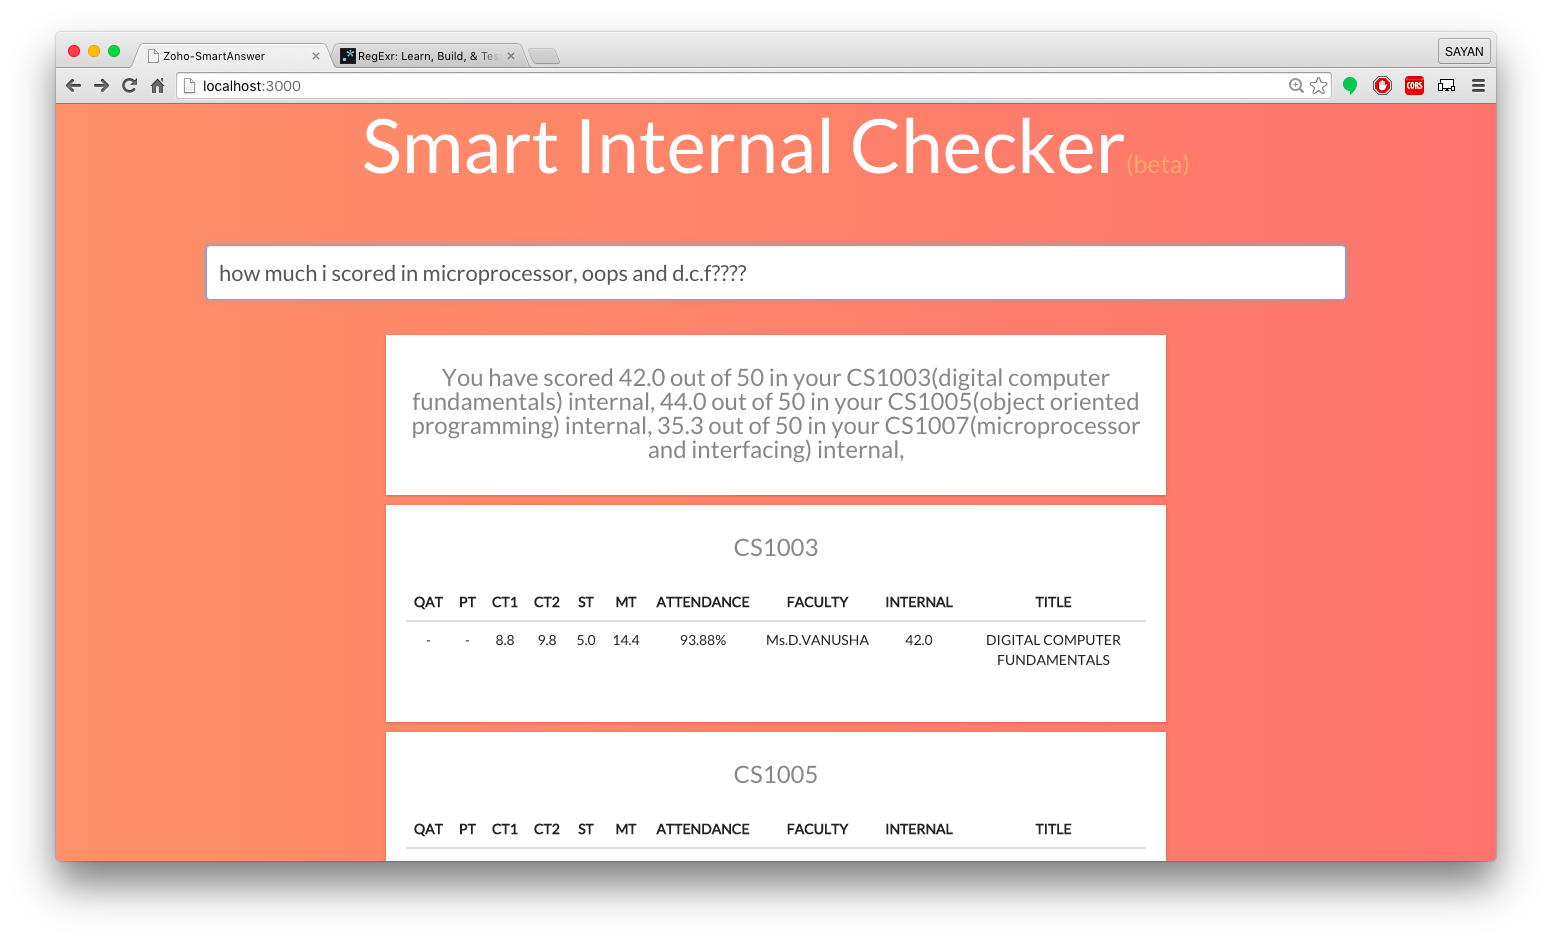 Zoho-SmartAnswer
RegExr: Learn, Build, & Tes
SAYAN
localhost:3000
CORS
Smart Internal Checker(beta)
how much i scored in microprocessor, oops and d.c.f????
You have scored 42.0 out of 50 in your CS1003(digital computer
fundamentals) internal, 44.0 out of 50 in your CS1005(object oriented
programming) internal, 35.3 out of 50 in your CS1007(microprocessor
and interfacing) internal,
CS1003
QAT PT CT1 CT2 ST MT ATTENDANCE FACULTY INTERNAL TITLE
- - 8.8 9.8 5.0 14.4 93.88% Ms.D.VANUSHA 42.0 DIGITAL COMPUTER
FUNDAMENTALS
CS1005
QAT PT CT1 CT2 ST MT ATTENDANCE FACULTY INTERNAL TITLE